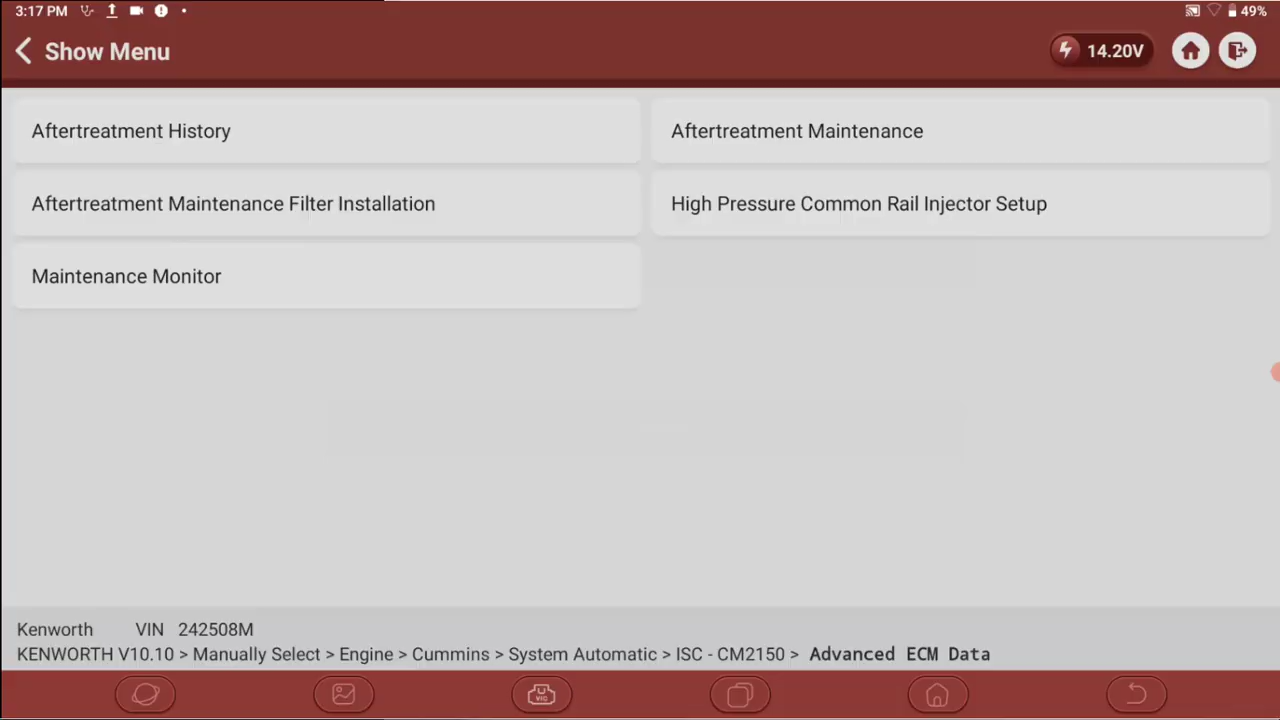 3:17 PM
49%
Show Menu
14.20V
Aftertreatment History
Aftertreatment Maintenance
Aftertreatment Maintenance Filter Installation
High Pressure Common Rail Injector Setup
Maintenance Monitor
Kenworth VIN 242508M
KENWORTH V10.10 > Manually Select > Engine > Cummins > System Automatic > ISC - CM2150 > Advanced ECM Data
VIO